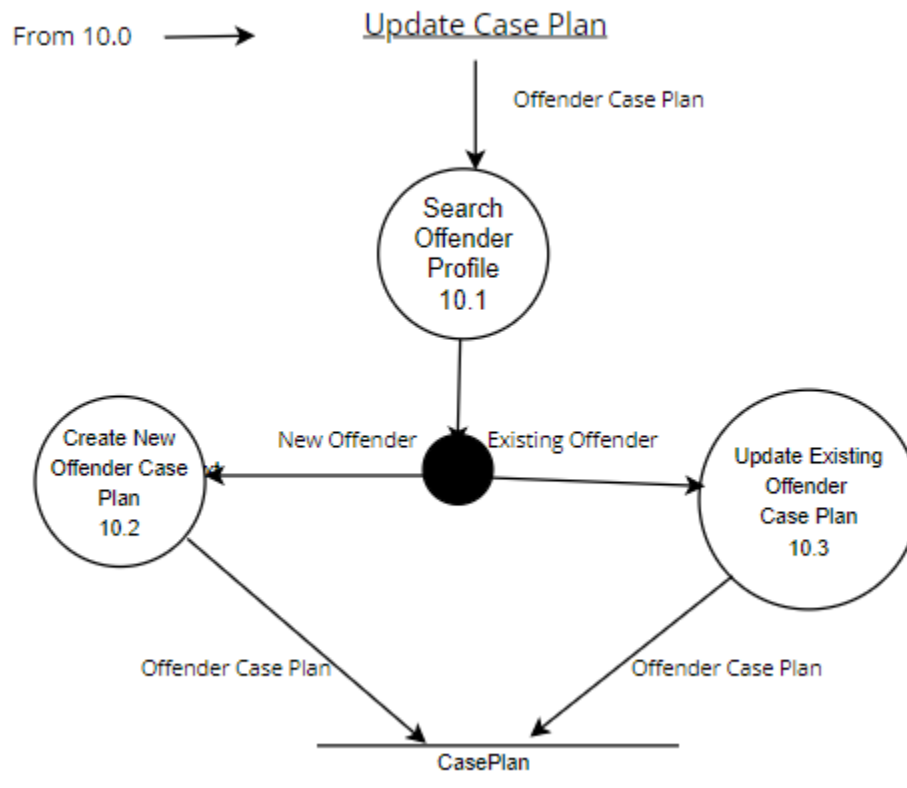 From 10.0
Update Case Plan
Offender Case Plan
Search
Offender
Profile
10.1
New Offender
Existing Offender
Create New
Offender Case
Plan
10.2
Update Existing
Offender
Case Plan
10.3
Offender Case Plan
Offender Case Plan
CasePlan